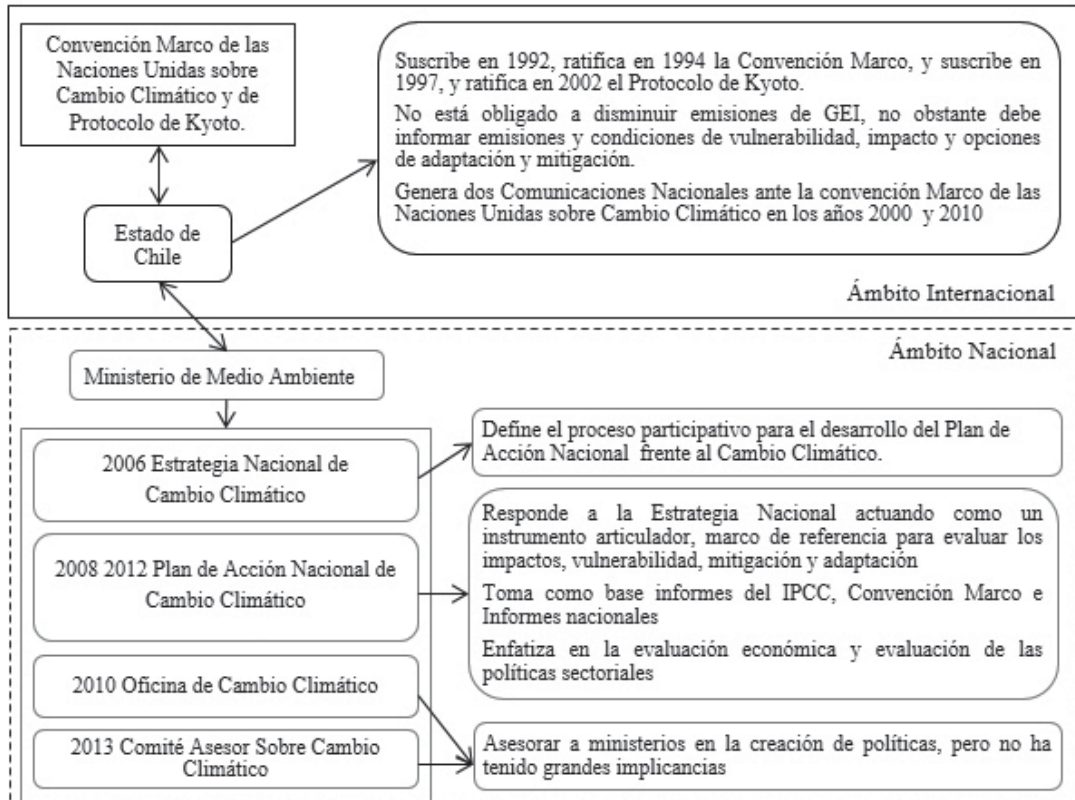 Convención Marco de las
Naciones Unidas sobre
Cambio Climático y de
Protocolo de Kyoto.
Suscribe en 1992, ratifica en 1994 la Convención Marco, y suscribe en
1997, y ratifica en 2002 el Protocolo de Kyoto.
No está obligado a disminuir emisiones de GEI, no obstante debe
informar emisiones y condiciones de vulnerabilidad, impacto y opciones
de adaptación y mitigación.
Genera dos Comunicaciones Nacionales ante la convención Marco de las
Naciones Unidas sobre Cambio Climático en los años 2000 y 2010
Estado de
Chile
Ámbito Internacional
Ámbito Nacional
Ministerio de Medio Ambiente
2006 Estrategia Nacional de
Cambio Climático
Define el proceso participativo para el desarrollo del Plan de
Acción Nacional frente al Cambio Climático.
2008 2012 Plan de Acción Nacional de
Cambio Climático
Responde a la Estrategia Nacional actuando como un
instrumento articulador, marco de referencia para evaluar los
impactos, vulnerabilidad, mitigación y adaptación
Toma como base informes del IPCC, Convención Marco e
Informes nacionales
Enfatiza en la evaluación económica y evaluación de las
políticas sectoriales
2010 Oficina de Cambio Climático
2013 Comité Asesor Sobre Cambio
Climático
Asesorar a ministerios en la creación de políticas, pero no ha
tenido grandes implicancias